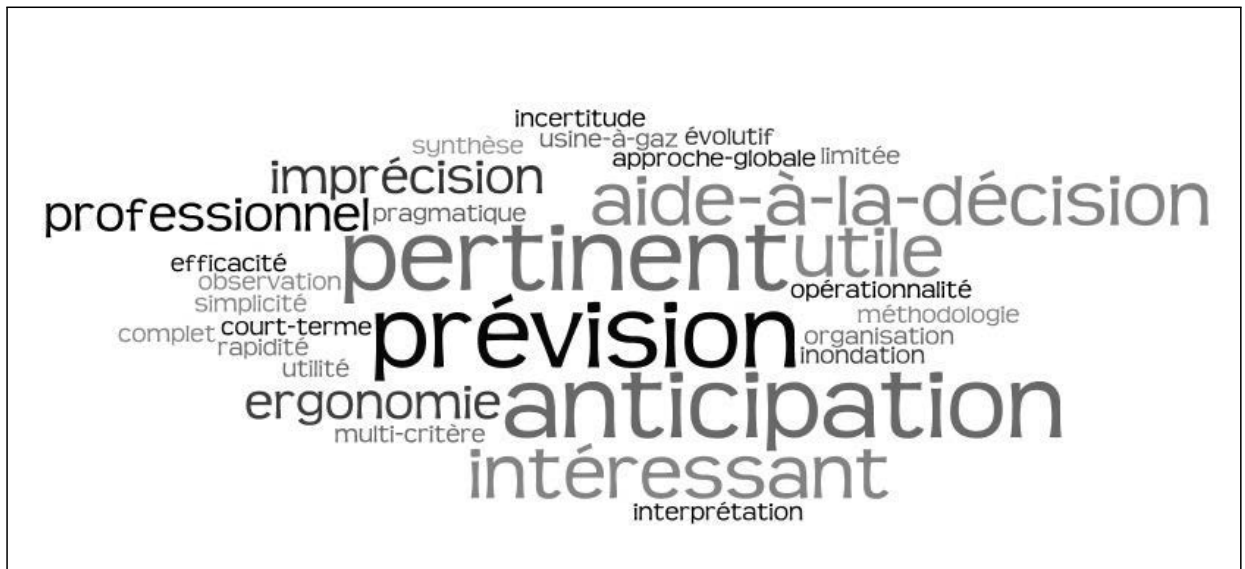 incertitude
synthèse usine-à-gaz évolutif
approche-globale limitée
imprécision aide-à-la-décision
professionnel pragmatique
pertinent utile
efficacité
observation opérationnalité
simplicité méthodologie
complet court-terme prévision organisation
rapidité inondation
utilité
ergonomie anticipation
multi-critère
intéressant
interprétation